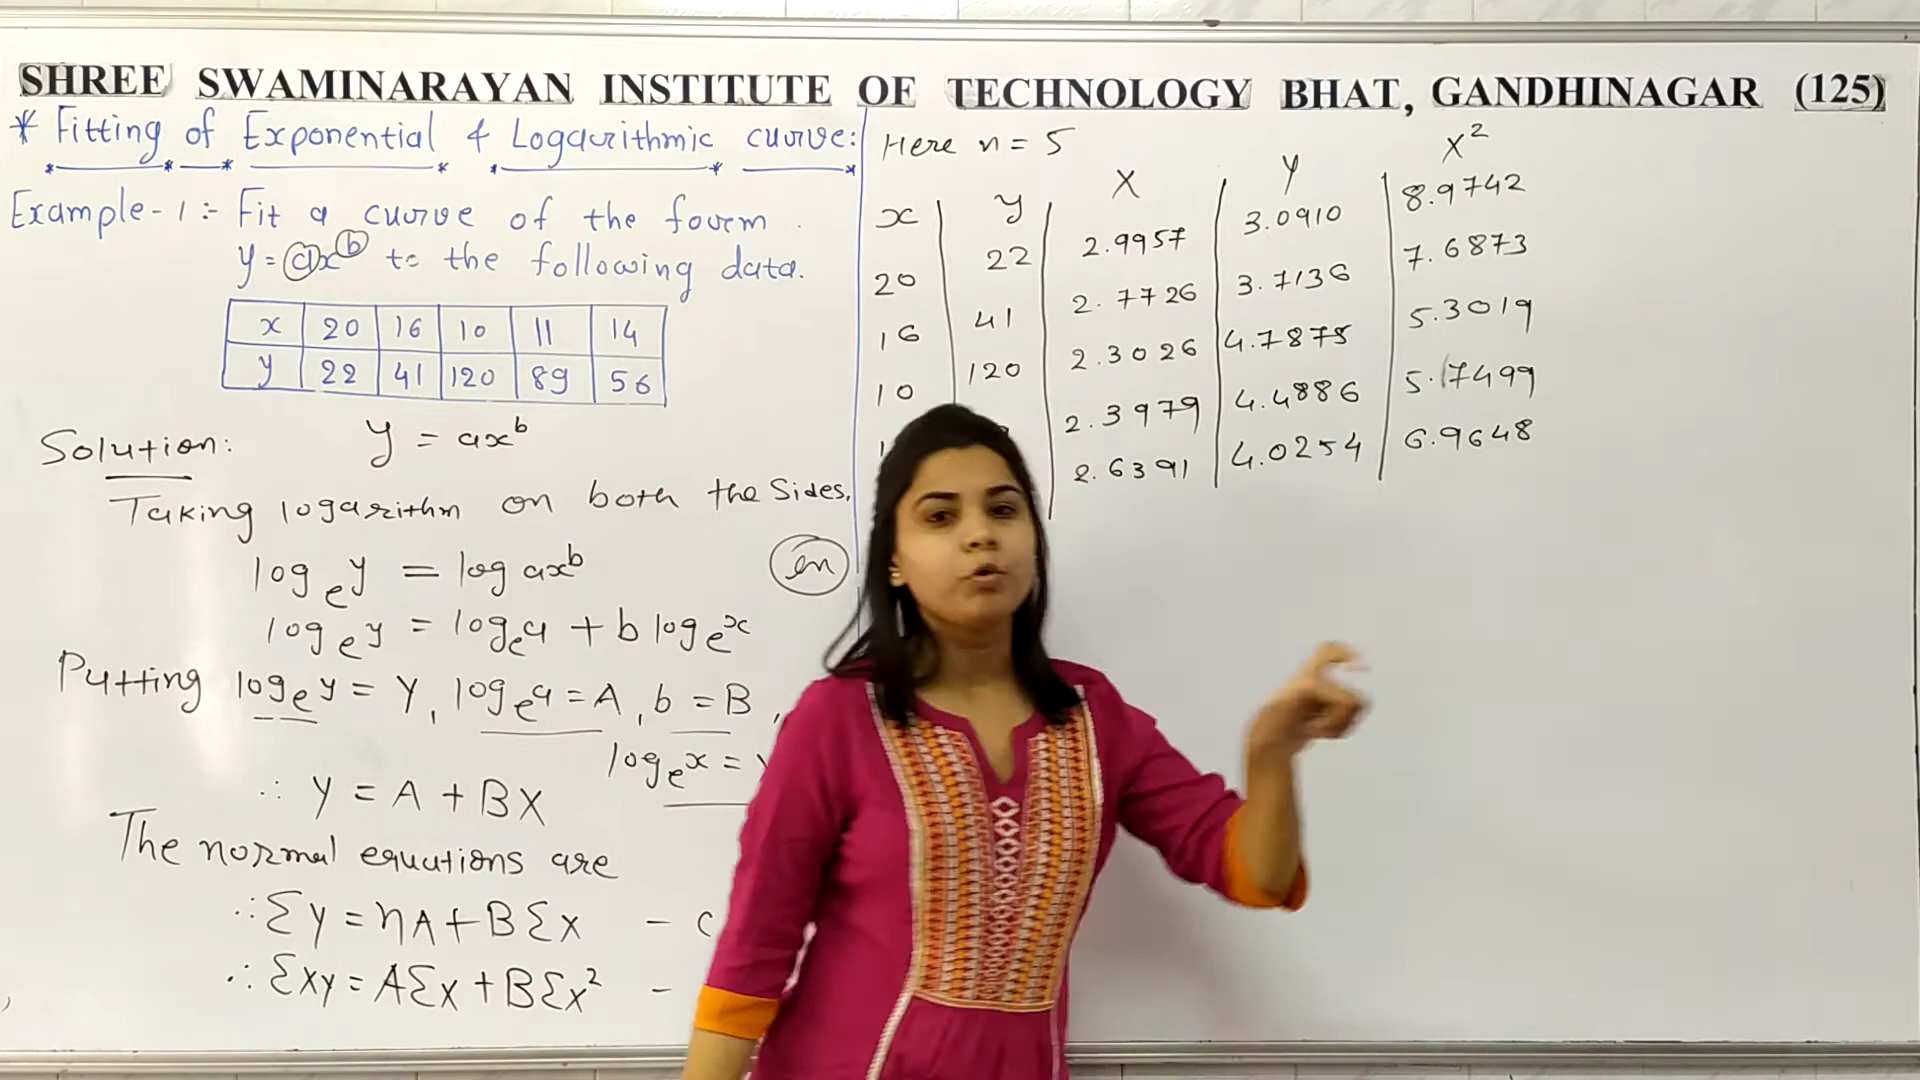 SHREE SWAMINARAYAN INSTITUTE OF TECHNOLOGY BHAT, GANDHINAGAR (125)
* Fitting of Exponential & Logarithmic curve:
Example-1:- Fit a curve of the form
y = ax^b to the following data.
x 20 16 10 11 14
y 22 41 120 89 56
Solution: y = ax^b
Taking logarithm on both the sides,
log_e y = log ax^b
ln
log_e y = log_e a + b log_e x
Putting log_e y = Y, log_e a = A, b = B,
log_e x =
∴ Y = A + BX
The normal equations are
∴ Σy = nA + BΣx –
∴ Σxy = AΣx + BΣx² –
Here n = 5
x y X Y X²
20 22 2.9957 3.0910 8.9742
16 41 2.7726 3.7136 7.6873
10 120 2.3026 4.7875 5.3019
2.3979 4.4886 5.7499
2.6391 4.0254 6.9648